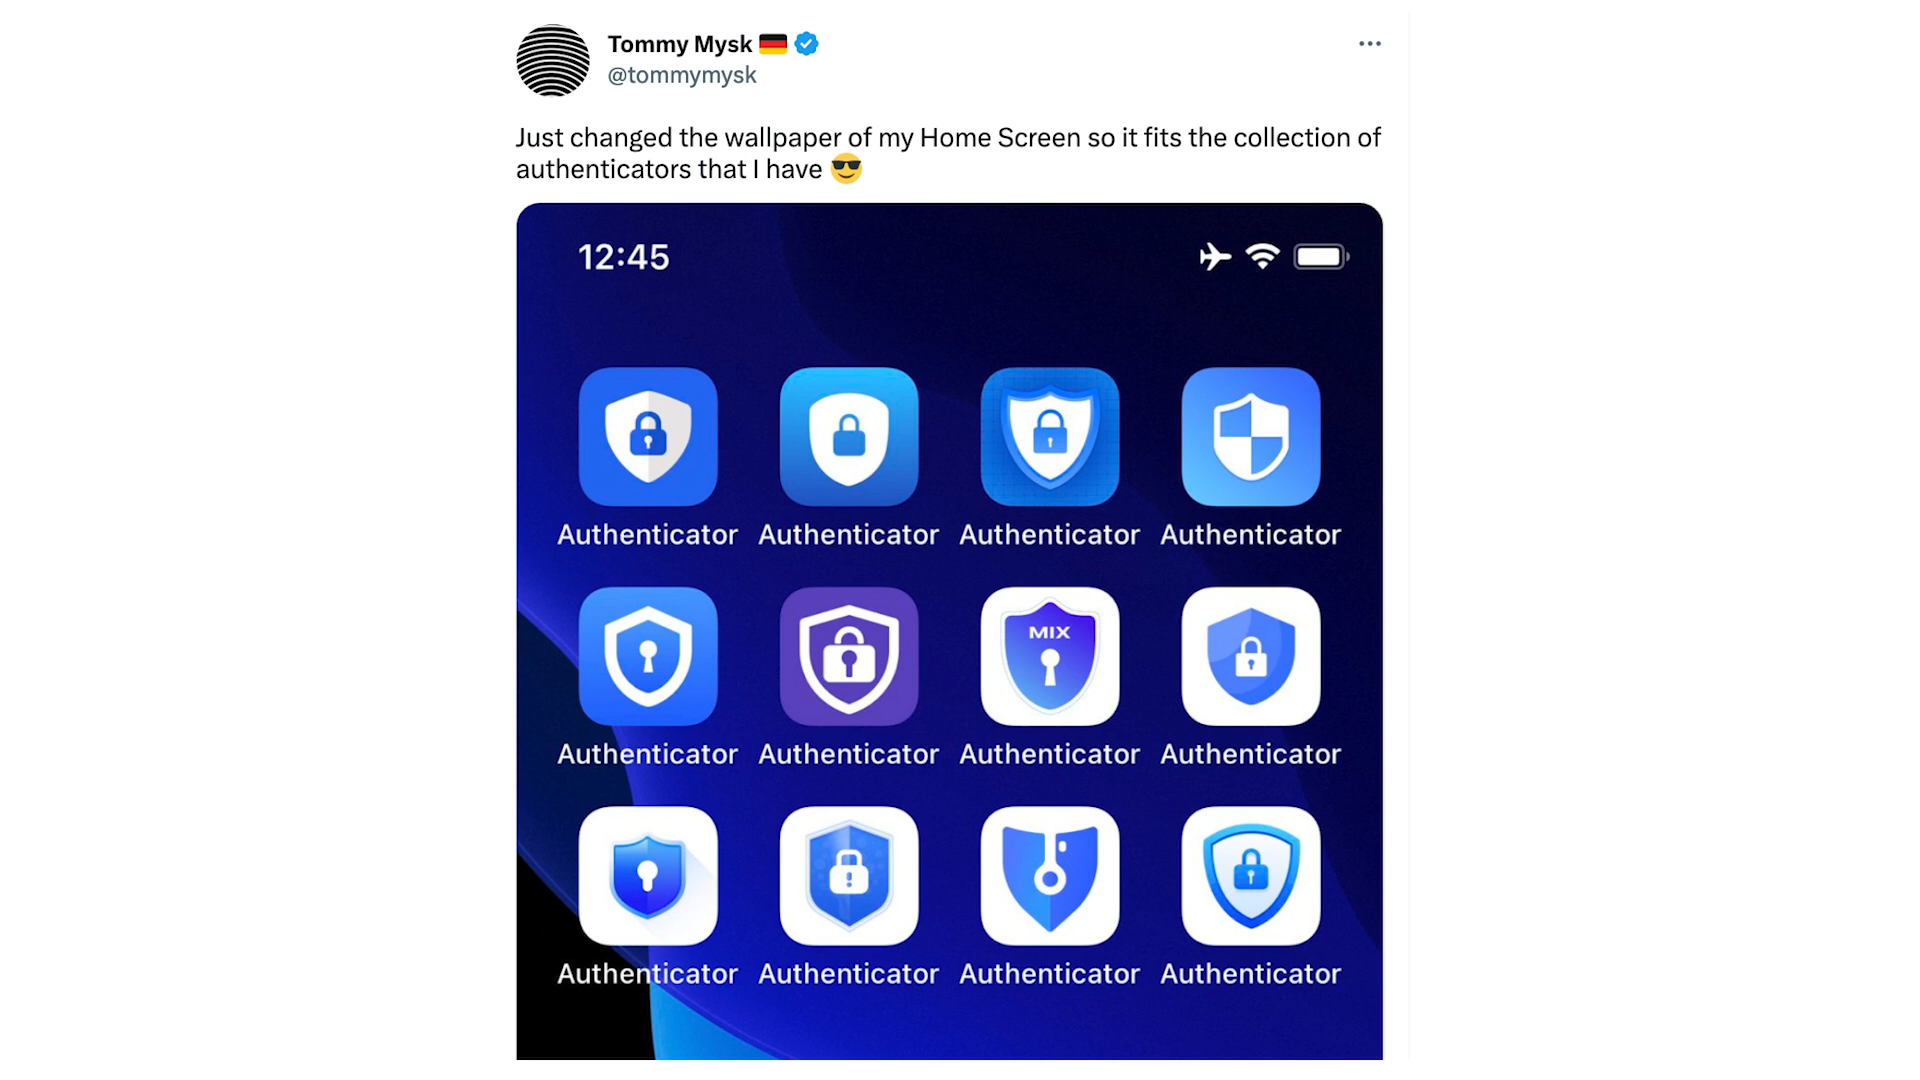 Tommy Mysk
@tommymysk
Just changed the wallpaper of my Home Screen so it fits the collection of
authenticators that I have 😎
12:45
Authenticator Authenticator Authenticator Authenticator
MIX
Authenticator Authenticator Authenticator Authenticator
Authenticator Authenticator Authenticator Authenticator